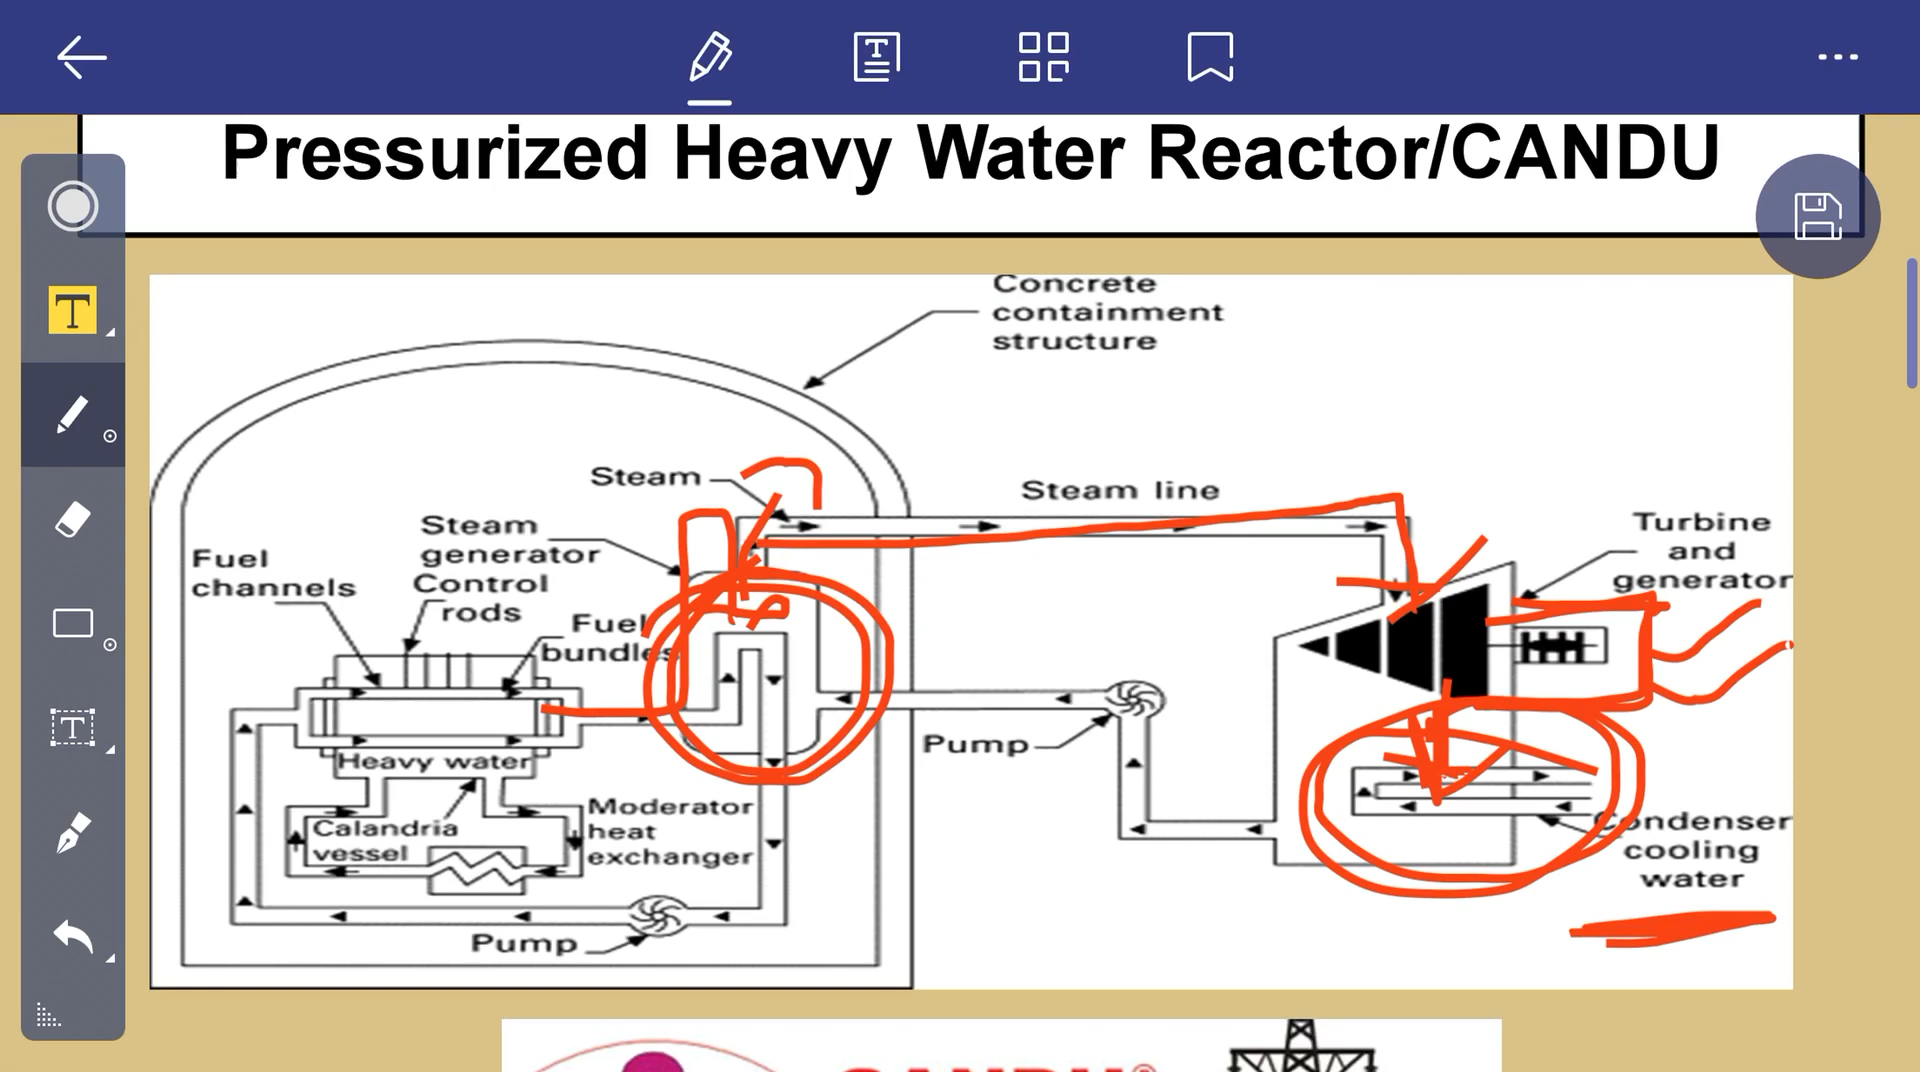 Pressurized Heavy Water Reactor/CANDU
Concrete
containment
structure
Steam
Steam line
Steam
generator
Fuel
channels
Control
rods
Fuel
bundles
Turbine
and
generator
Heavy water
Pump
Calandria
vessel
Moderator
heat
exchanger
Condenser
cooling
water
Pump
CANDU®